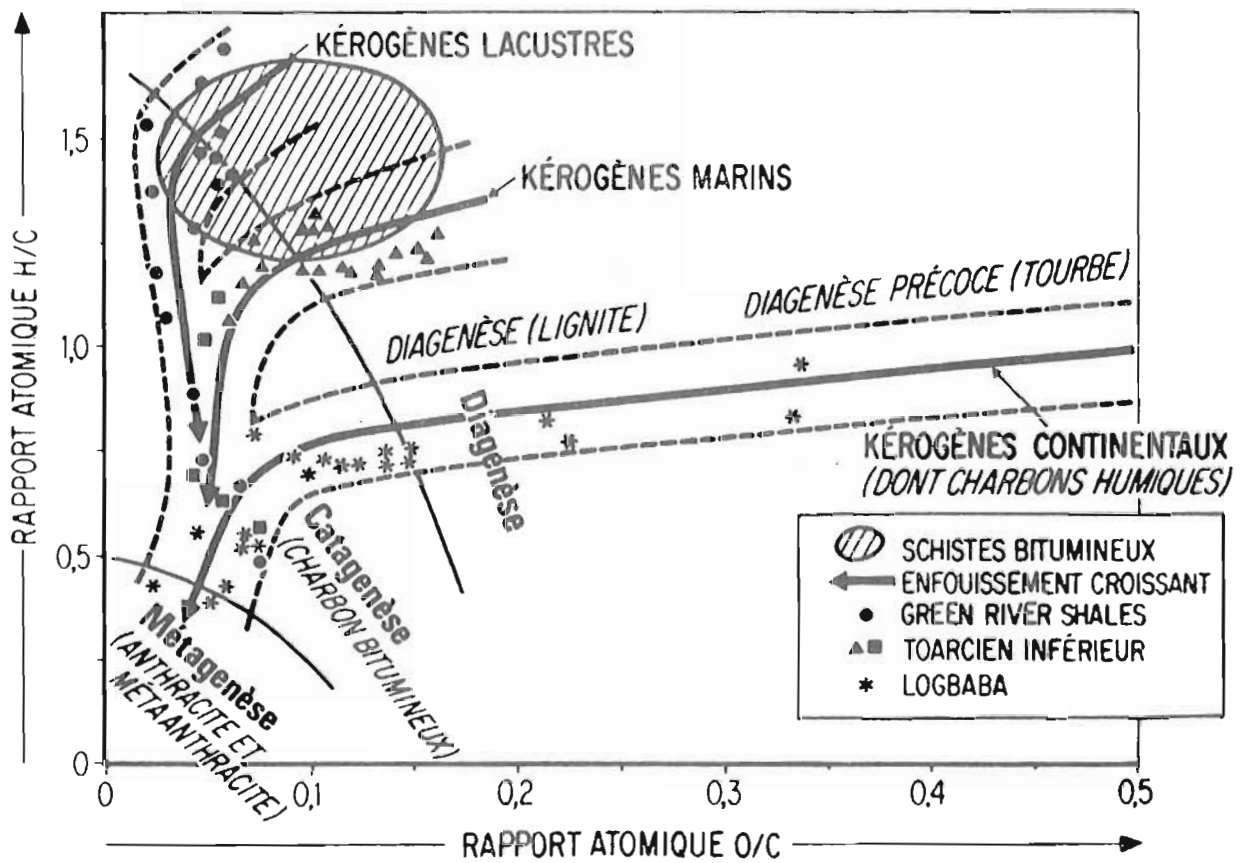 KÉROGÈNES LACUSTRES
1,5
KÉROGÈNES MARINS
DIAGENÈSE PRÉCOCE (TOURBE)
DIAGENÈSE (LIGNITE)
1,0
RAPPORT ATOMIQUE H/C
Diagenèse
KÉROGÈNES CONTINENTAUX
(DONT CHARBONS HUMIQUES)
Catagenèse
(CHARBON BITUMINEUX)
0,5
Métagenèse
(ANTHRACITE ET
MÉTAANTHRACITE)
SCHISTES BITUMINEUX
ENFOUISSEMENT CROISSANT
GREEN RIVER SHALES
TOARCIEN INFÉRIEUR
LOGBABA
0
0 0,1 0,2 0,3 0,4 0,5
RAPPORT ATOMIQUE O/C